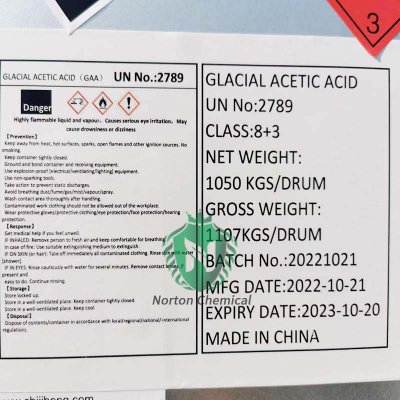 3
GLACIAL ACETIC ACID (GAA) UN No.:2789
Danger
Highly flammable liquid and vapour. Causes serious eye irritation. May
cause drowsiness or dizziness
【Prevention】
Keep away from heat, hot surfaces, sparks, open flames and other ignition sources. No
smoking.
Keep container tightly closed.
Ground and bond container and receiving equipment.
Use explosion-proof [electrical/ventilating/lighting] equipment.
Use non-sparking tools.
Take action to prevent static discharges.
Avoid breathing dust/fume/gas/mist/vapour/spray.
Wash contact area thoroughly after handling.
Contaminated work clothing should not be allowed out of the workplace.
Wear protective gloves/protective clothing/eye protection/face protection/hearing
protection.
【Response】
Get medical help if you feel unwell.
IF INHALED: Remove person to fresh air and keep comfortable for breathing
In case of fire: Use suitable extinguishing medium to extinguish.
IF ON SKIN (or hair): Take off immediately all contaminated clothing. Rinse skin with water
[shower].
IF IN EYES: Rinse cautiously with water for several minutes. Remove contact lenses, if
present and
easy to do. Continue rinsing.
【Storage】
Store locked up.
Store in a well-ventilated place. Keep container tightly closed.
Store in a well-ventilated place. Keep cool.
【Disposal】
Dispose of contents/container in accordance with local/regional/national/international
regulations.
GLACIAL ACETIC ACID
UN No:2789
CLASS:8+3
NET WEIGHT:
1050 KGS/DRUM
GROSS WEIGHT:
1107KGS/DRUM
BATCH No.:20221021
MFG DATE:2022-10-21
EXPIRY DATE:2023-10-20
MADE IN CHINA
Norton Chemical